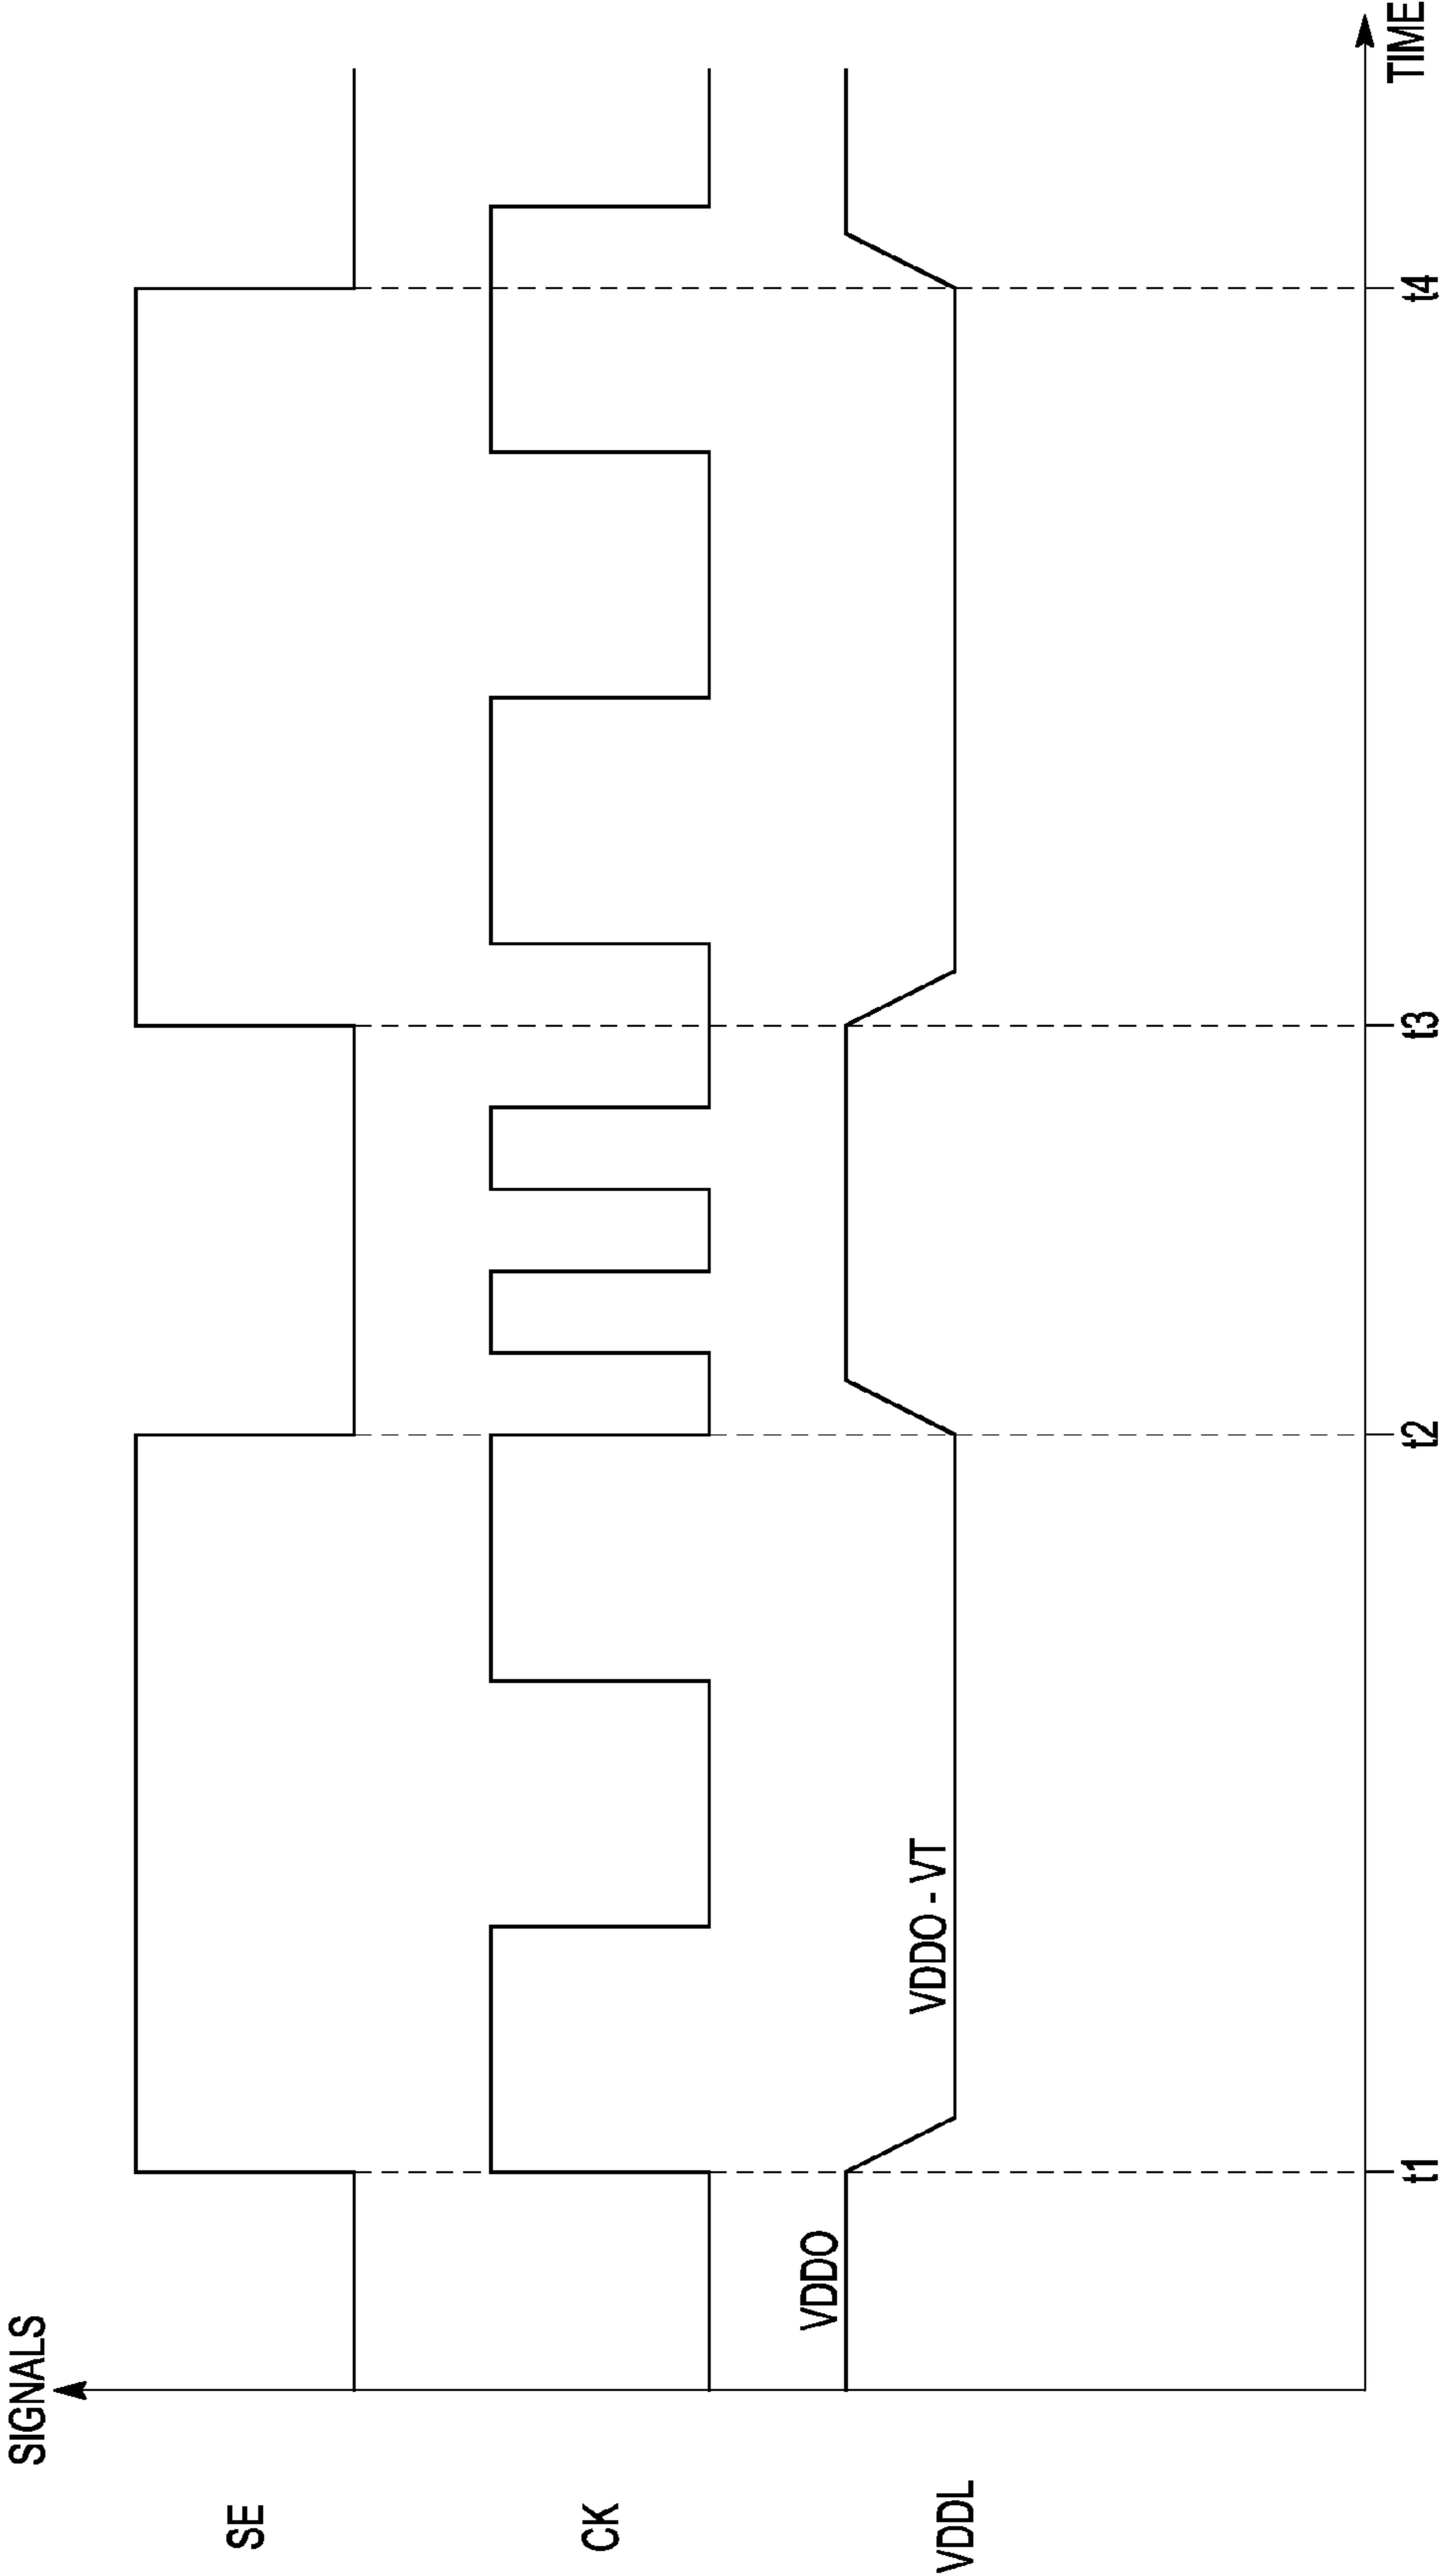 SIGNALS
SE
CK
VDDO
VDDO - VT
VDDL
t1
t2
t3
t4
TIME